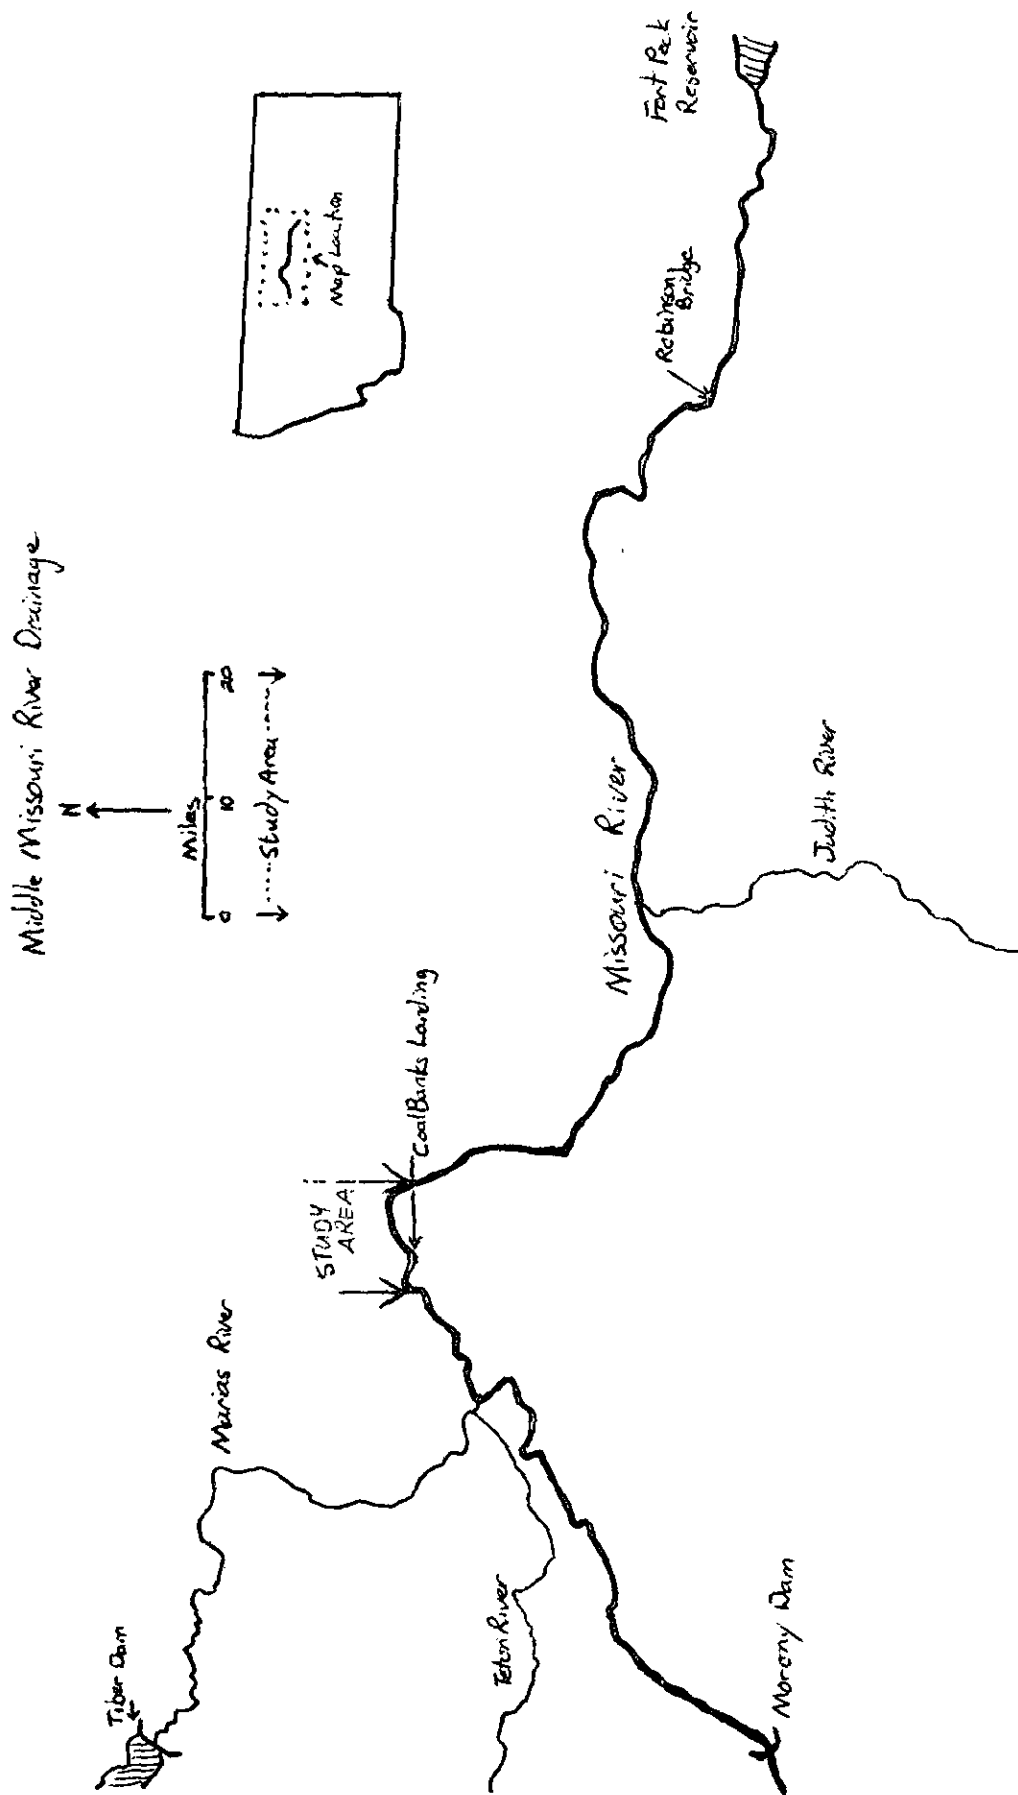 Middle Missouri River Drainage
N
Miles
0 10 20
Study Area
Tiber Dam
Marias River
STUDY
AREA
Coal Banks Landing
Map Location
Teton River
Missouri River
Robinson
Bridge
Fort Peck
Reservoir
Morony Dam
Judith River